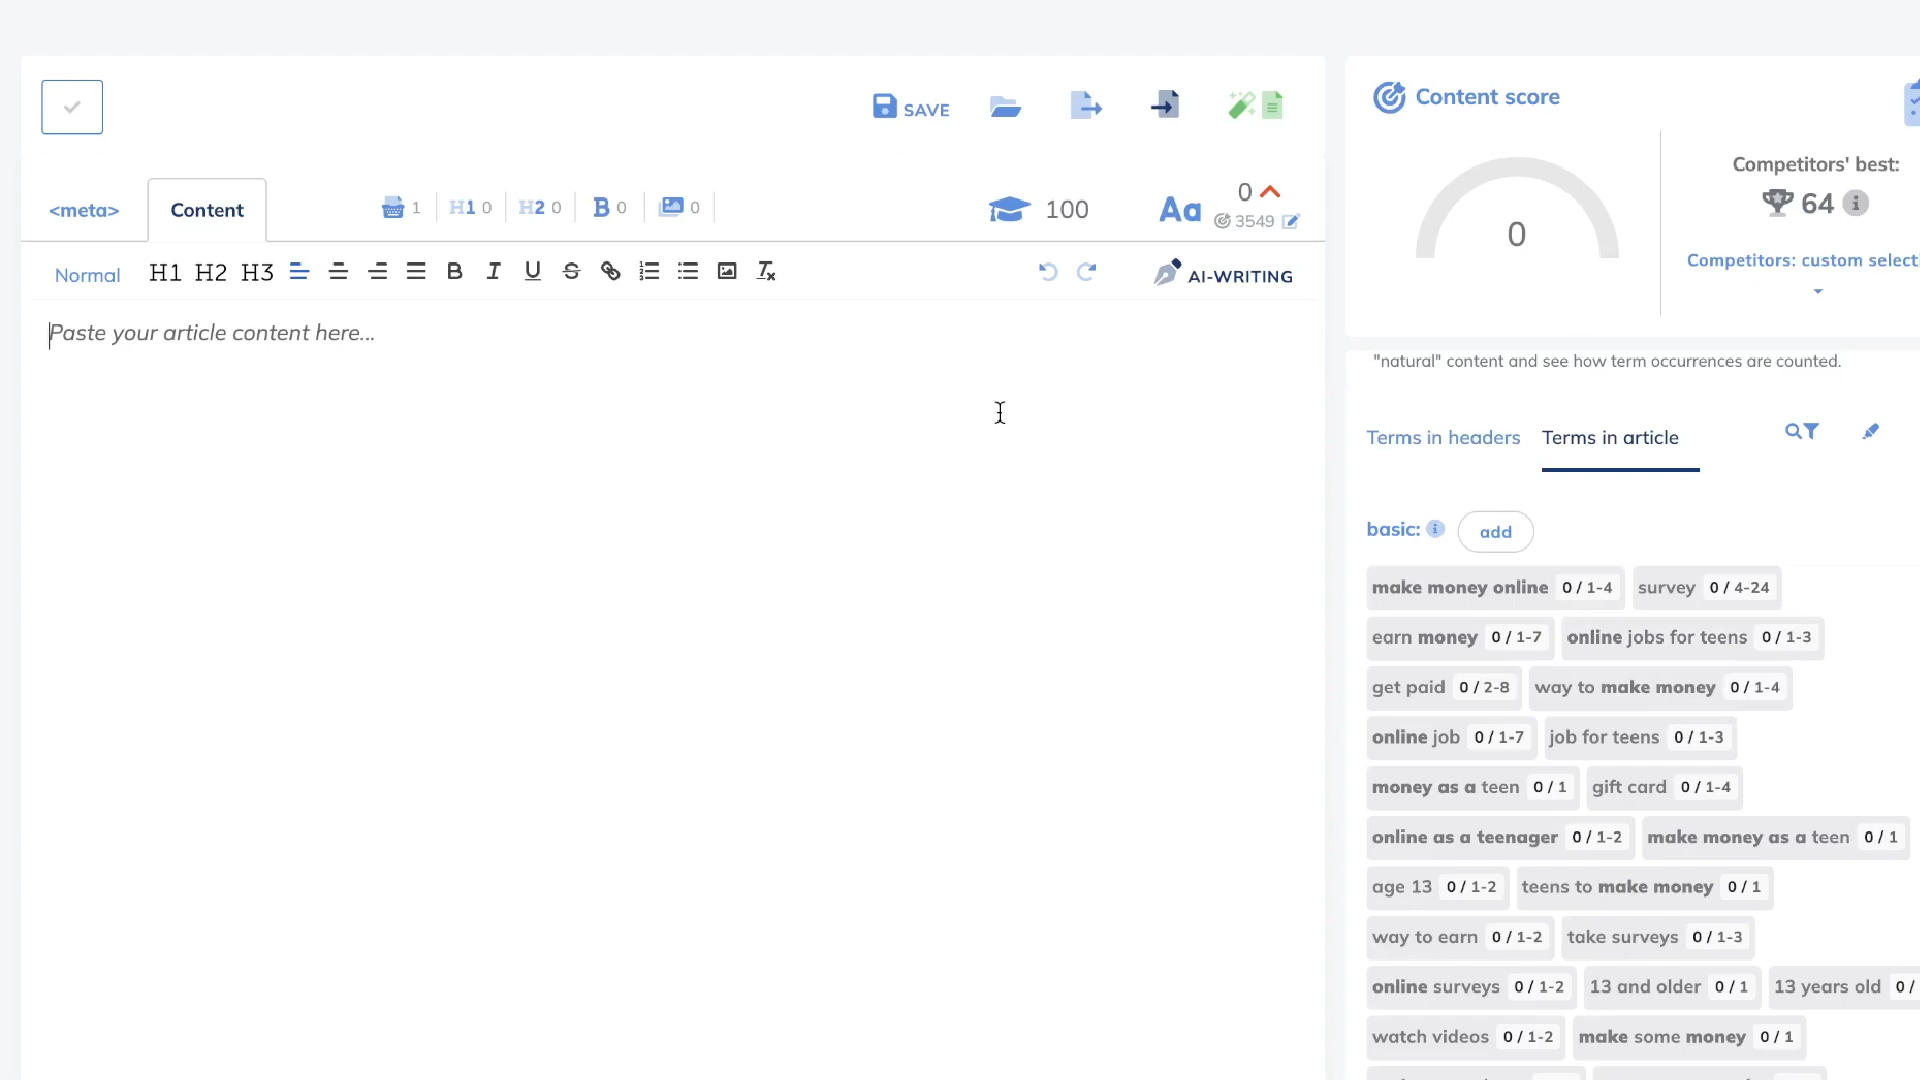 SAVE
Content score
Competitors' best:
64
0
Competitors: custom selecti
<meta>
Content
1
H1 0
H2 0
B 0
0
100
Aa
0
3549
Normal
H1 H2 H3
AI-WRITING
Paste your article content here...
"natural" content and see how term occurrences are counted.
Terms in headers
Terms in article
basic:
add
make money online 0 / 1-4
survey 0 / 4-24
earn money 0 / 1-7
online jobs for teens 0 / 1-3
get paid 0 / 2-8
way to make money 0 / 1-4
online job 0 / 1-7
job for teens 0 / 1-3
money as a teen 0 / 1
gift card 0 / 1-4
online as a teenager 0 / 1-2
make money as a teen 0 / 1
age 13 0 / 1-2
teens to make money 0 / 1
way to earn 0 / 1-2
take surveys 0 / 1-3
online surveys 0 / 1-2
13 and older 0 / 1
13 years old 0 /
watch videos 0 / 1-2
make some money 0 / 1